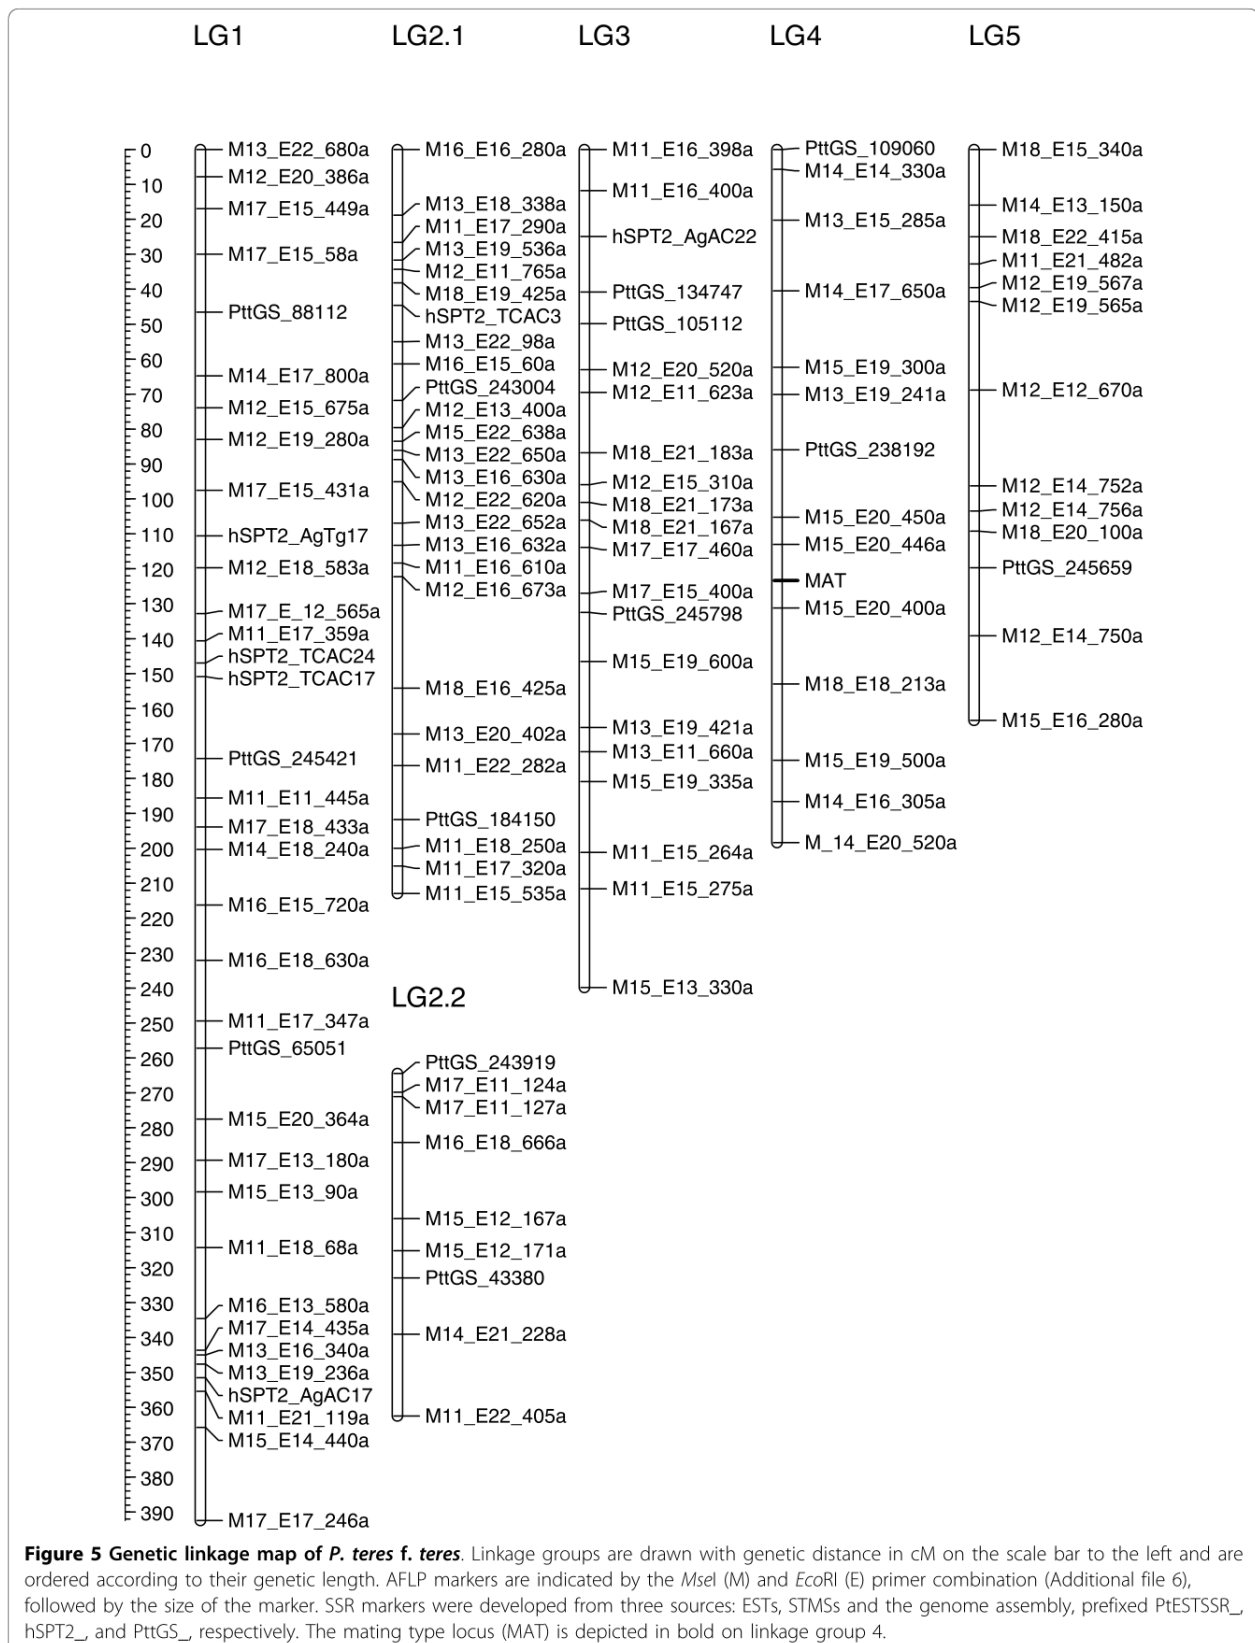 LG1
LG2.1
LG3
LG4
LG5
0
10
20
30
40
50
60
70
80
90
100
110
120
130
140
150
160
170
180
190
200
210
220
230
240
250
260
270
280
290
300
310
320
330
340
350
360
370
380
390
M13_E22_680a
M12_E20_386a
M17_E15_449a
M17_E15_58a
PttGS_88112
M14_E17_800a
M12_E15_675a
M12_E19_280a
M17_E15_431a
hSPT2_AgTg17
M12_E18_583a
M17_E_12_565a
M11_E17_359a
hSPT2_TCAC24
hSPT2_TCAC17
PttGS_245421
M11_E11_445a
M17_E18_433a
M14_E18_240a
M16_E15_720a
M16_E18_630a
M11_E17_347a
PttGS_65051
M15_E20_364a
M17_E13_180a
M15_E13_90a
M11_E18_68a
M16_E13_580a
M17_E14_435a
M13_E16_340a
M13_E19_236a
hSPT2_AgAC17
M11_E21_119a
M15_E14_440a
M17_E17_246a
M16_E16_280a
M13_E18_338a
M11_E17_290a
M13_E19_536a
M12_E11_765a
M18_E19_425a
hSPT2_TCAC3
M13_E22_98a
M16_E15_60a
PttGS_243004
M12_E13_400a
M15_E22_638a
M13_E22_650a
M13_E16_630a
M12_E22_620a
M13_E22_652a
M13_E16_632a
M11_E16_610a
M12_E16_673a
M18_E16_425a
M13_E20_402a
M11_E22_282a
PttGS_184150
M11_E18_250a
M11_E17_320a
M11_E15_535a
LG2.2
PttGS_243919
M17_E11_124a
M17_E11_127a
M16_E18_666a
M15_E12_167a
M15_E12_171a
PttGS_43380
M14_E21_228a
M11_E22_405a
M11_E16_398a
M11_E16_400a
hSPT2_AgAC22
PttGS_134747
PttGS_105112
M12_E20_520a
M12_E11_623a
M18_E21_183a
M12_E15_310a
M18_E21_173a
M18_E21_167a
M17_E17_460a
M17_E15_400a
PttGS_245798
M15_E19_600a
M13_E19_421a
M13_E11_660a
M15_E19_335a
M11_E15_264a
M11_E15_275a
M15_E13_330a
PttGS_109060
M14_E14_330a
M13_E15_285a
M14_E17_650a
M15_E19_300a
M13_E19_241a
PttGS_238192
M15_E20_450a
M15_E20_446a
MAT
M15_E20_400a
M18_E18_213a
M15_E19_500a
M14_E16_305a
M_14_E20_520a
M18_E15_340a
M14_E13_150a
M18_E22_415a
M11_E21_482a
M12_E19_567a
M12_E19_565a
M12_E12_670a
M12_E14_752a
M12_E14_756a
M18_E20_100a
PttGS_245659
M12_E14_750a
M15_E16_280a
Figure 5 Genetic linkage map of P. teres f. teres. Linkage groups are drawn with genetic distance in cM on the scale bar to the left and are
ordered according to their genetic length. AFLP markers are indicated by the MseI (M) and EcoRI (E) primer combination (Additional file 6),
followed by the size of the marker. SSR markers were developed from three sources: ESTs, STMSs and the genome assembly, prefixed PtESTSSR_,
hSPT2_, and PttGS_, respectively. The mating type locus (MAT) is depicted in bold on linkage group 4.